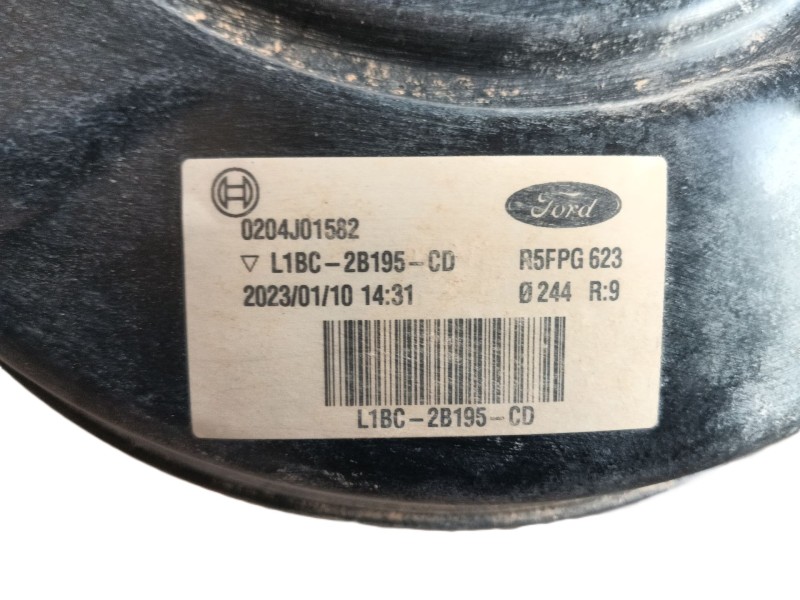 Ford
0204J01582
▽ L1BC-2B195-CD R5FPG 623
2023/01/10 14:31 Ø 244 R:9
L1BC-2B195-CD